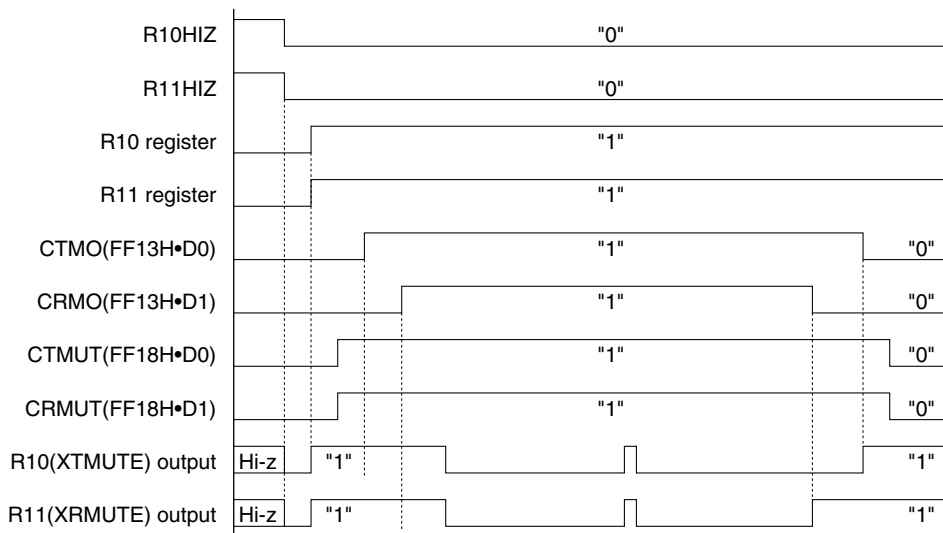 R10HIZ "0"
R11HIZ "0"
R10 register "1"
R11 register "1"
CTMO(FF13H•D0) "1" "0"
CRMO(FF13H•D1) "1" "0"
CTMUT(FF18H•D0) "1" "0"
CRMUT(FF18H•D1) "1" "0"
R10(XTMUTE) output Hi-z "1" "1"
R11(XRMUTE) output Hi-z "1" "1"